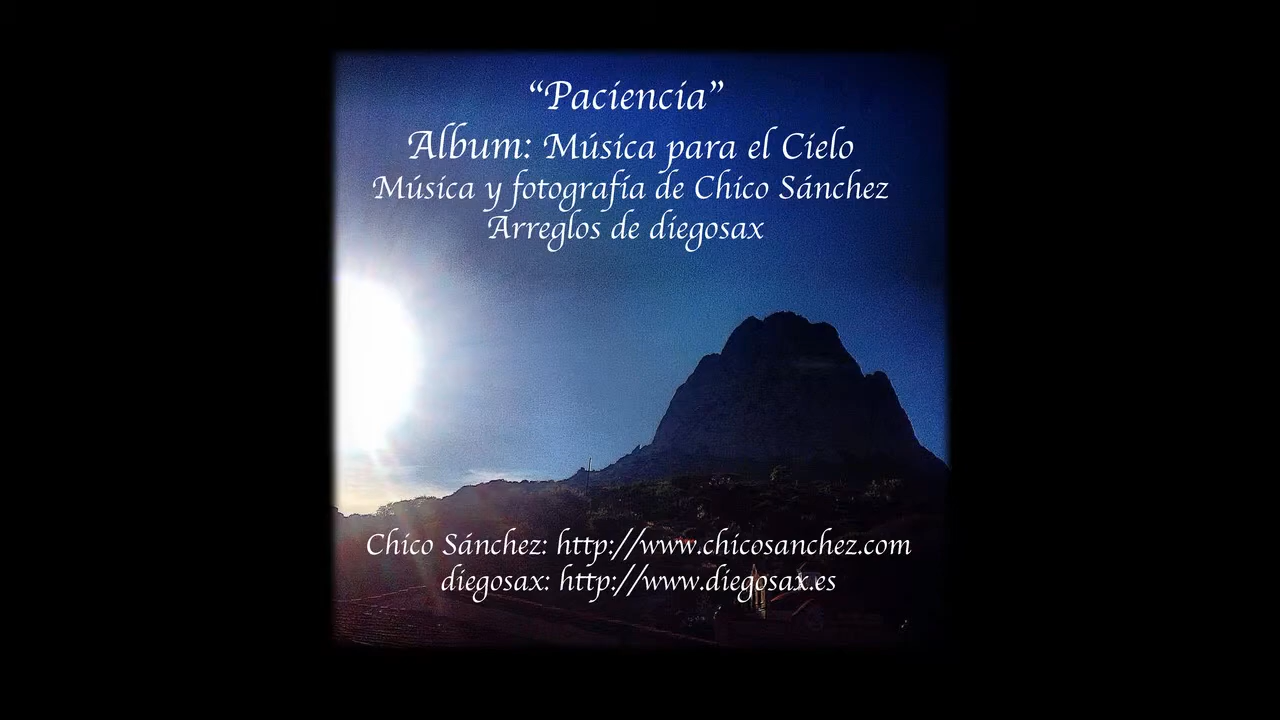 “Paciencia”
Album: Música para el Cielo
Música y fotografía de Chico Sánchez
Arreglos de diegosax
Chico Sánchez: http://www.chicosanchez.com
diegosax: http://www.diegosax.es